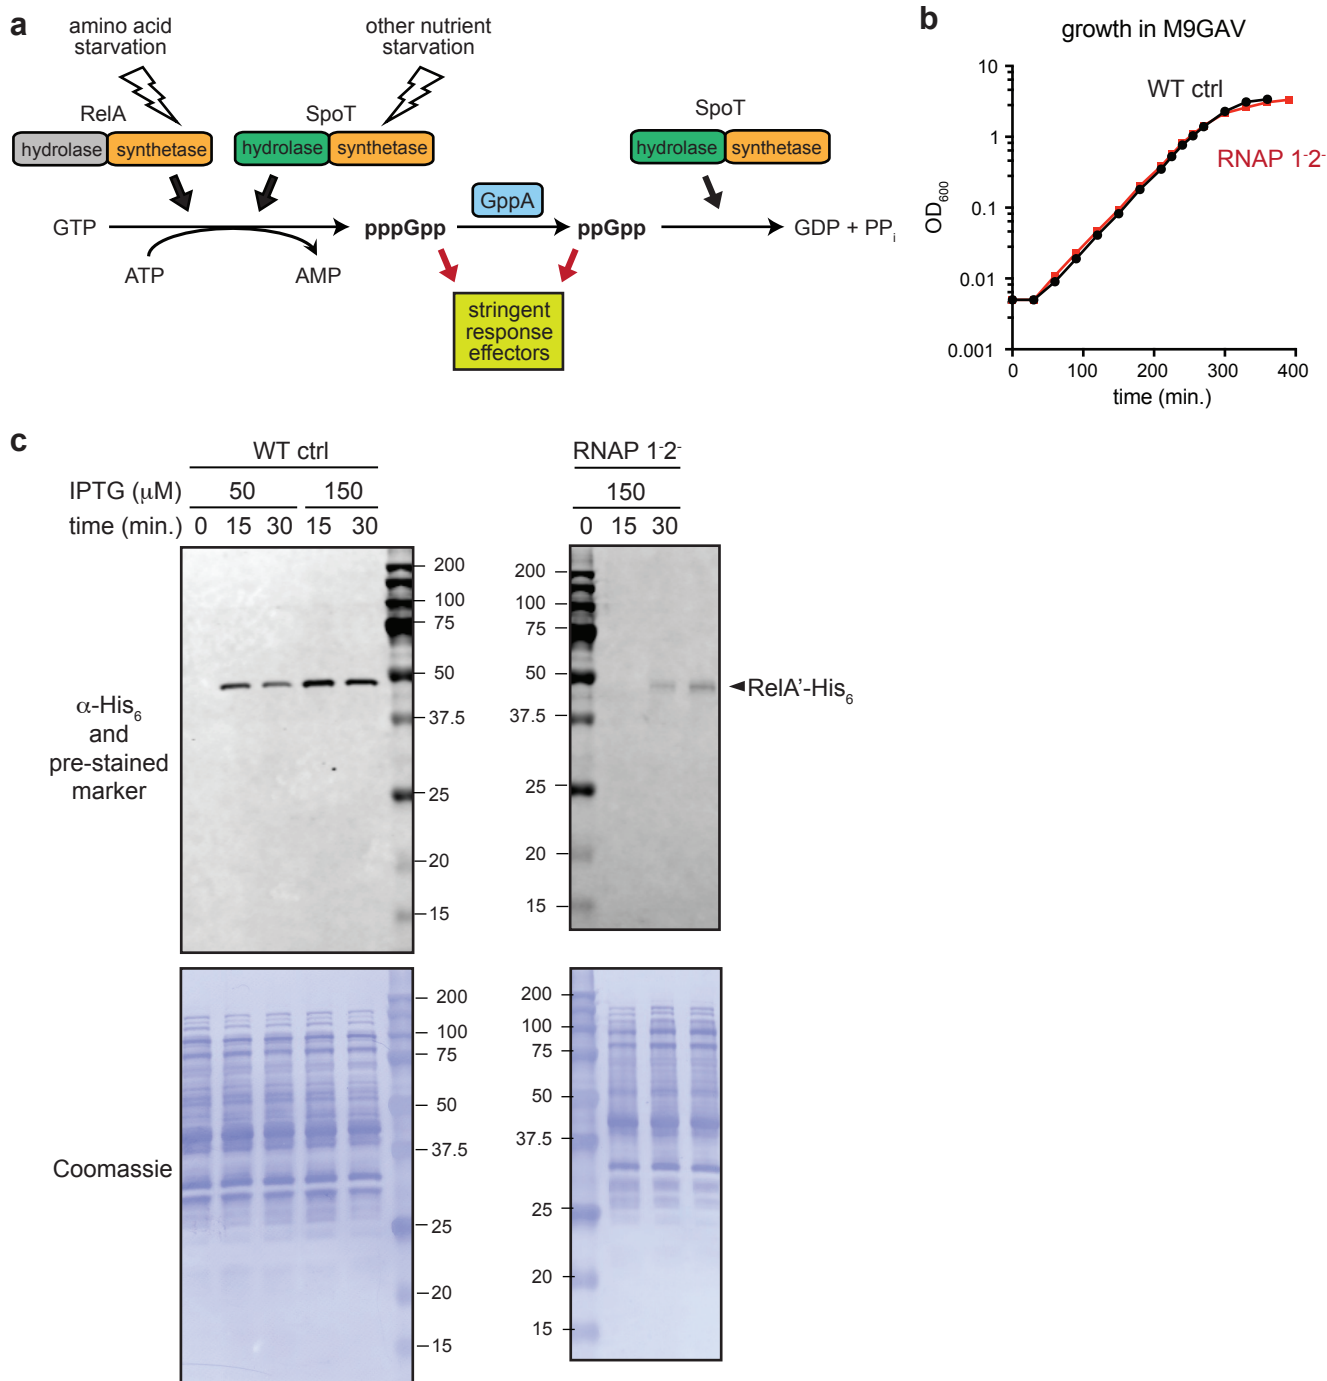 a
amino acid
starvation
other nutrient
starvation
RelA
SpoT
SpoT
hydrolase
synthetase
hydrolase
synthetase
hydrolase
synthetase
GTP
pppGpp
GppA
ppGpp
GDP + PPi
ATP
AMP
stringent
response
effectors
b
growth in M9GAV
WT ctrl
RNAP 1-2-
OD600
10
1
0.1
0.01
0.001
0
100
200
300
400
time (min.)
c
WT ctrl
IPTG (μM)
50
150
time (min.)
0
15
30
15
30
RNAP 1-2-
150
0
15
30
200
100
75
50
37.5
25
20
15
200
100
75
50
37.5
25
20
15
α-His6
and
pre-stained
marker
RelA'-His6
Coomassie
200
100
75
50
37.5
25
20
15
200
100
75
50
37.5
25
20
15